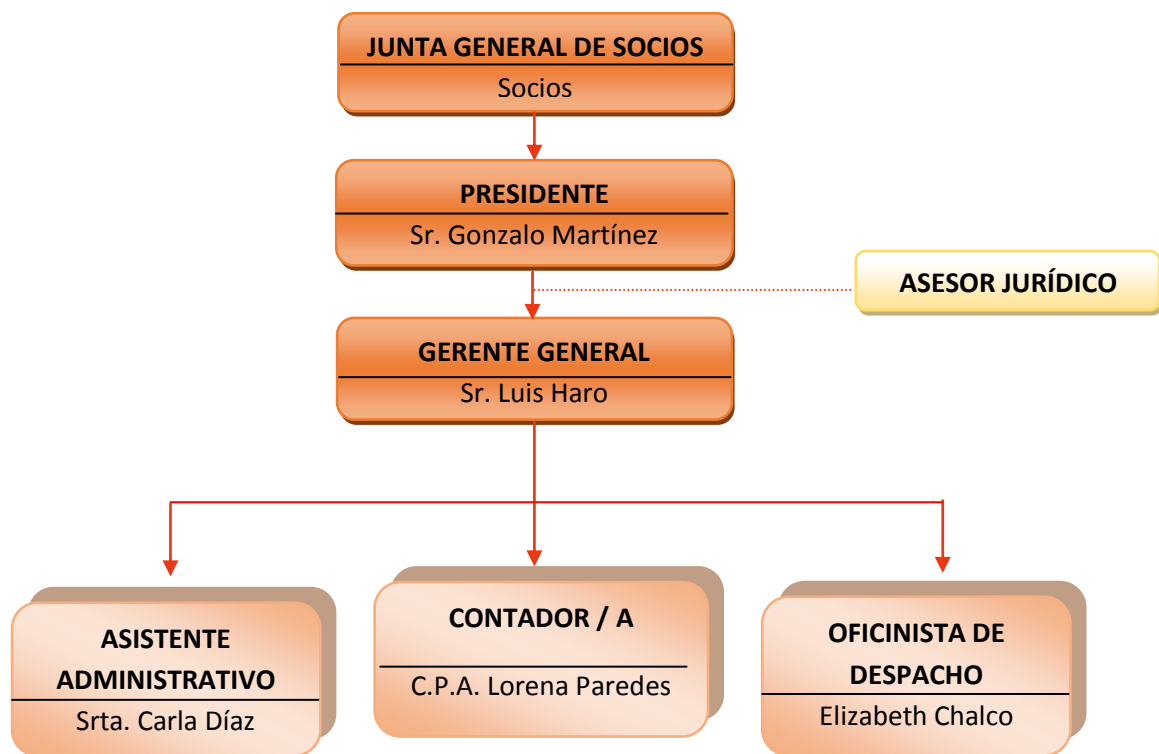 JUNTA GENERAL DE SOCIOS
Socios
PRESIDENTE
Sr. Gonzalo Martínez
ASESOR JURÍDICO
GERENTE GENERAL
Sr. Luis Haro
ASISTENTE
ADMINISTRATIVO
Srta. Carla Díaz
CONTADOR / A
C.P.A. Lorena Paredes
OFICINISTA DE
DESPACHO
Elizabeth Chalco